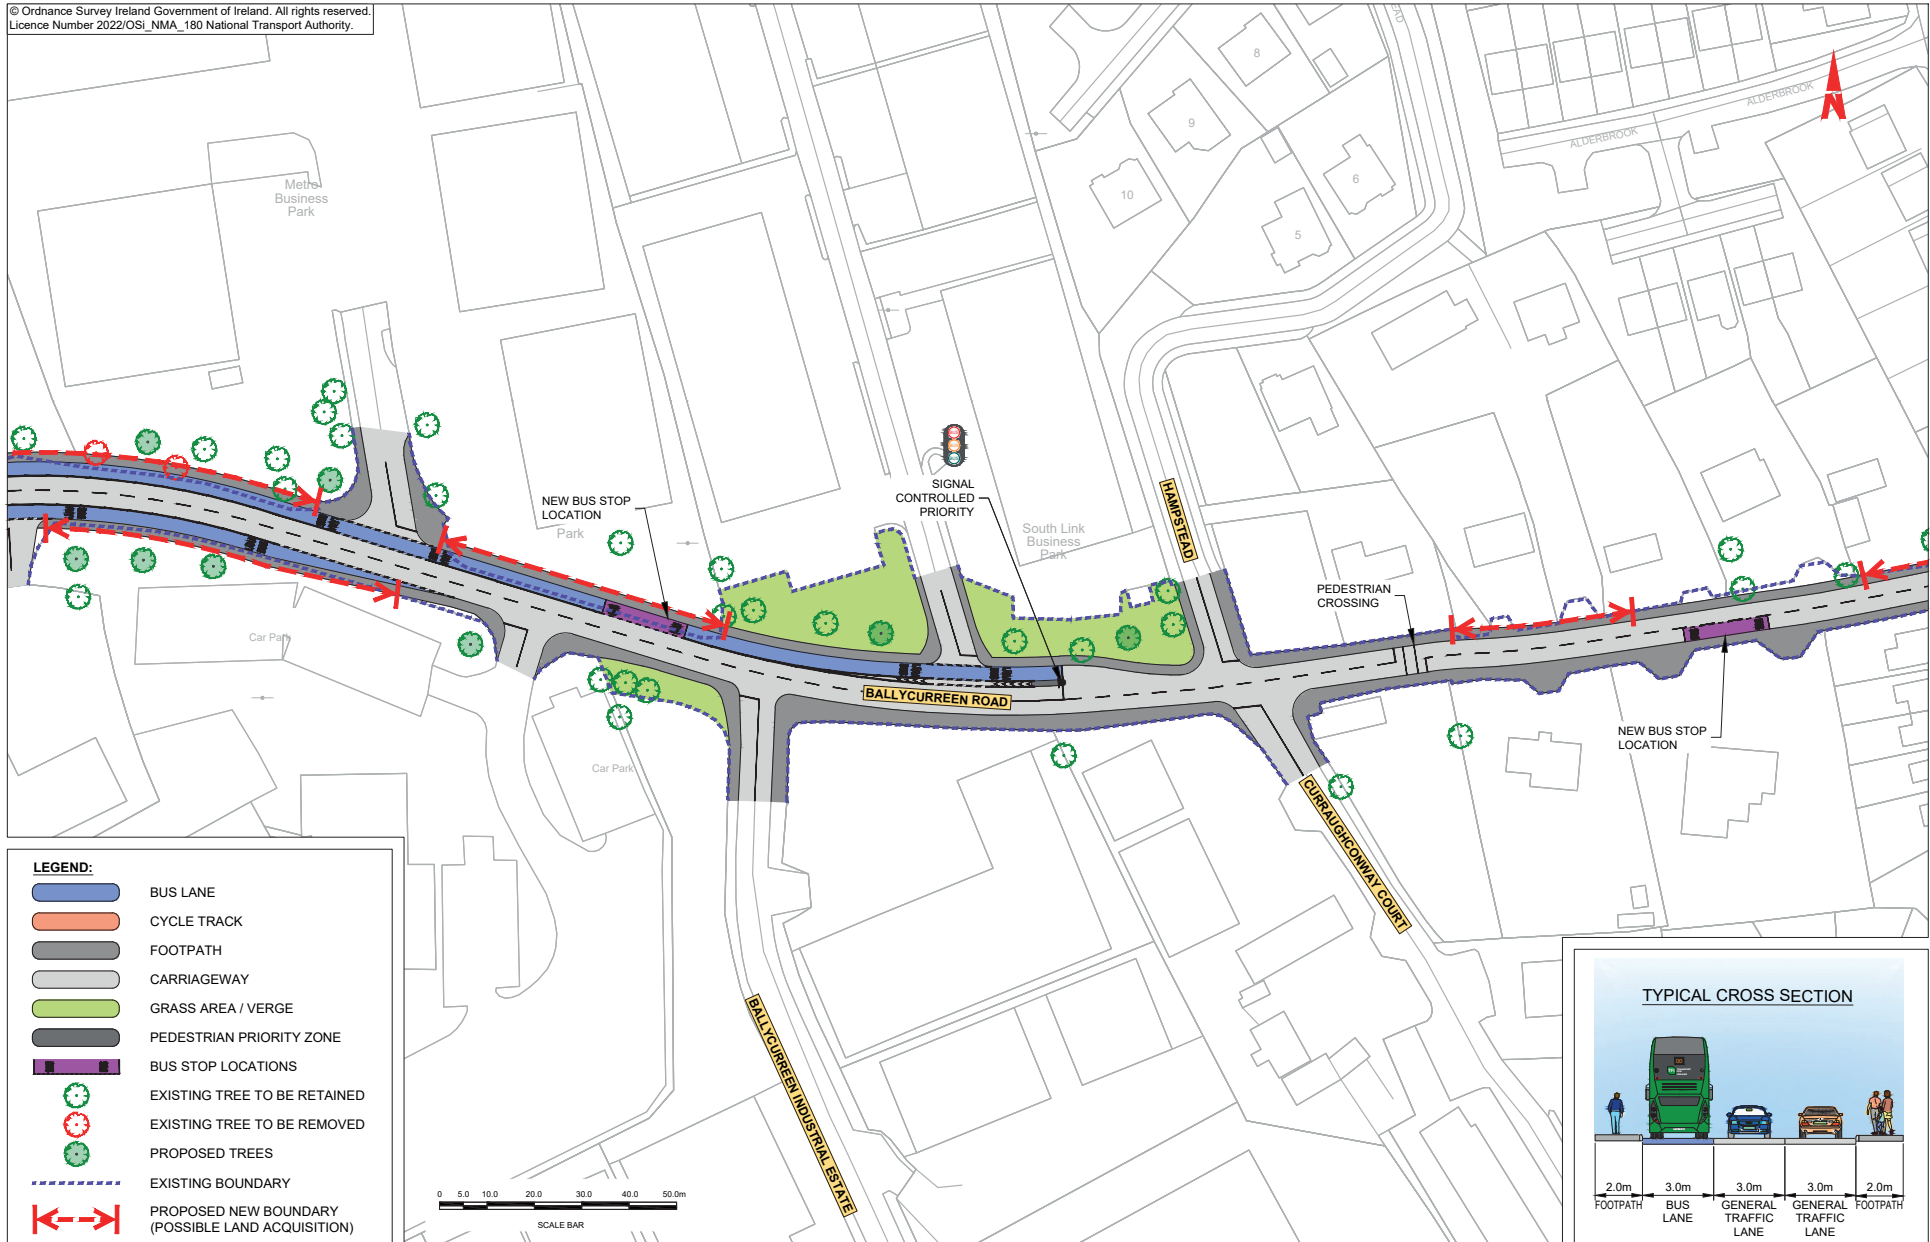 © Ordnance Survey Ireland Government of Ireland. All rights reserved.
Licence Number 2022/OSi_NMA_180 National Transport Authority.
8
9
10
6
5
ALDERBROOK
ALDERBROOK
N
Metro
Business
Park
NEW BUS STOP
LOCATION
Park
SIGNAL
CONTROLLED
PRIORITY
South Link
Business
Park
HAMPSTEAD
PEDESTRIAN
CROSSING
Car Park
BALLYCURREEN ROAD
NEW BUS STOP
LOCATION
Car Park
CURRAUGHCONWAY COURT
BALLYCURREEN INDUSTRIAL ESTATE
LEGEND:
BUS LANE
CYCLE TRACK
FOOTPATH
CARRIAGEWAY
GRASS AREA / VERGE
PEDESTRIAN PRIORITY ZONE
BUS STOP LOCATIONS
EXISTING TREE TO BE RETAINED
EXISTING TREE TO BE REMOVED
PROPOSED TREES
EXISTING BOUNDARY
PROPOSED NEW BOUNDARY
(POSSIBLE LAND ACQUISITION)
0 5.0 10.0 20.0 30.0 40.0 50.0m
SCALE BAR
TYPICAL CROSS SECTION
2.0m 3.0m 3.0m 3.0m 2.0m
FOOTPATH BUS LANE GENERAL TRAFFIC LANE GENERAL TRAFFIC LANE FOOTPATH